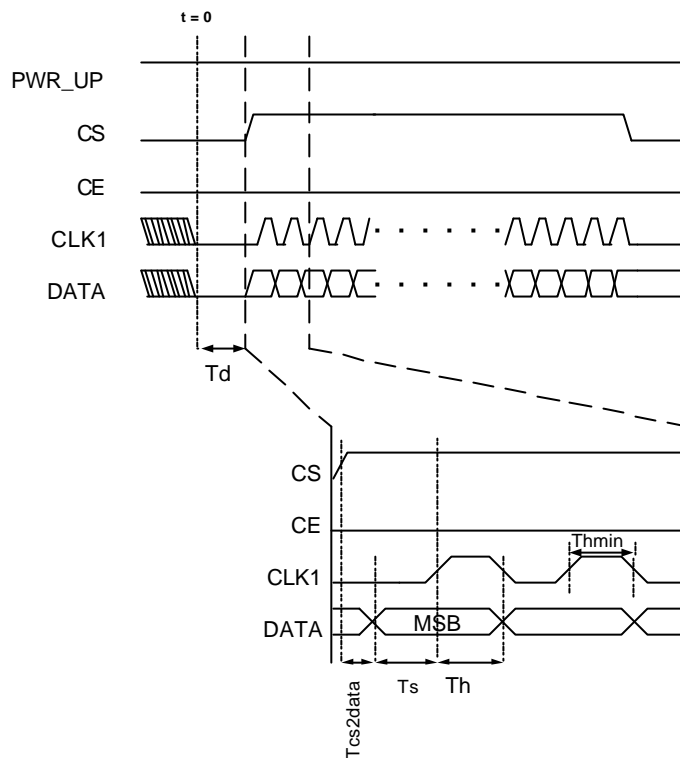 t = 0
PWR_UP
CS
CE
CLK1
DATA
Td
CS
CE
Thmin
CLK1
DATA
MSB
Tcs2data
Ts
Th